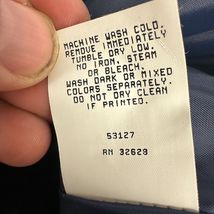 MACHINE WASH COLD.
REMOVE IMMEDIATELY
TUMBLE DRY LOW.
NO IRON, STEAM
OR BLEACH.
WASH DARK OR MIXED
COLORS SEPARATELY.
DO NOT DRY CLEAN
IF PRINTED.
53127
RN 32629